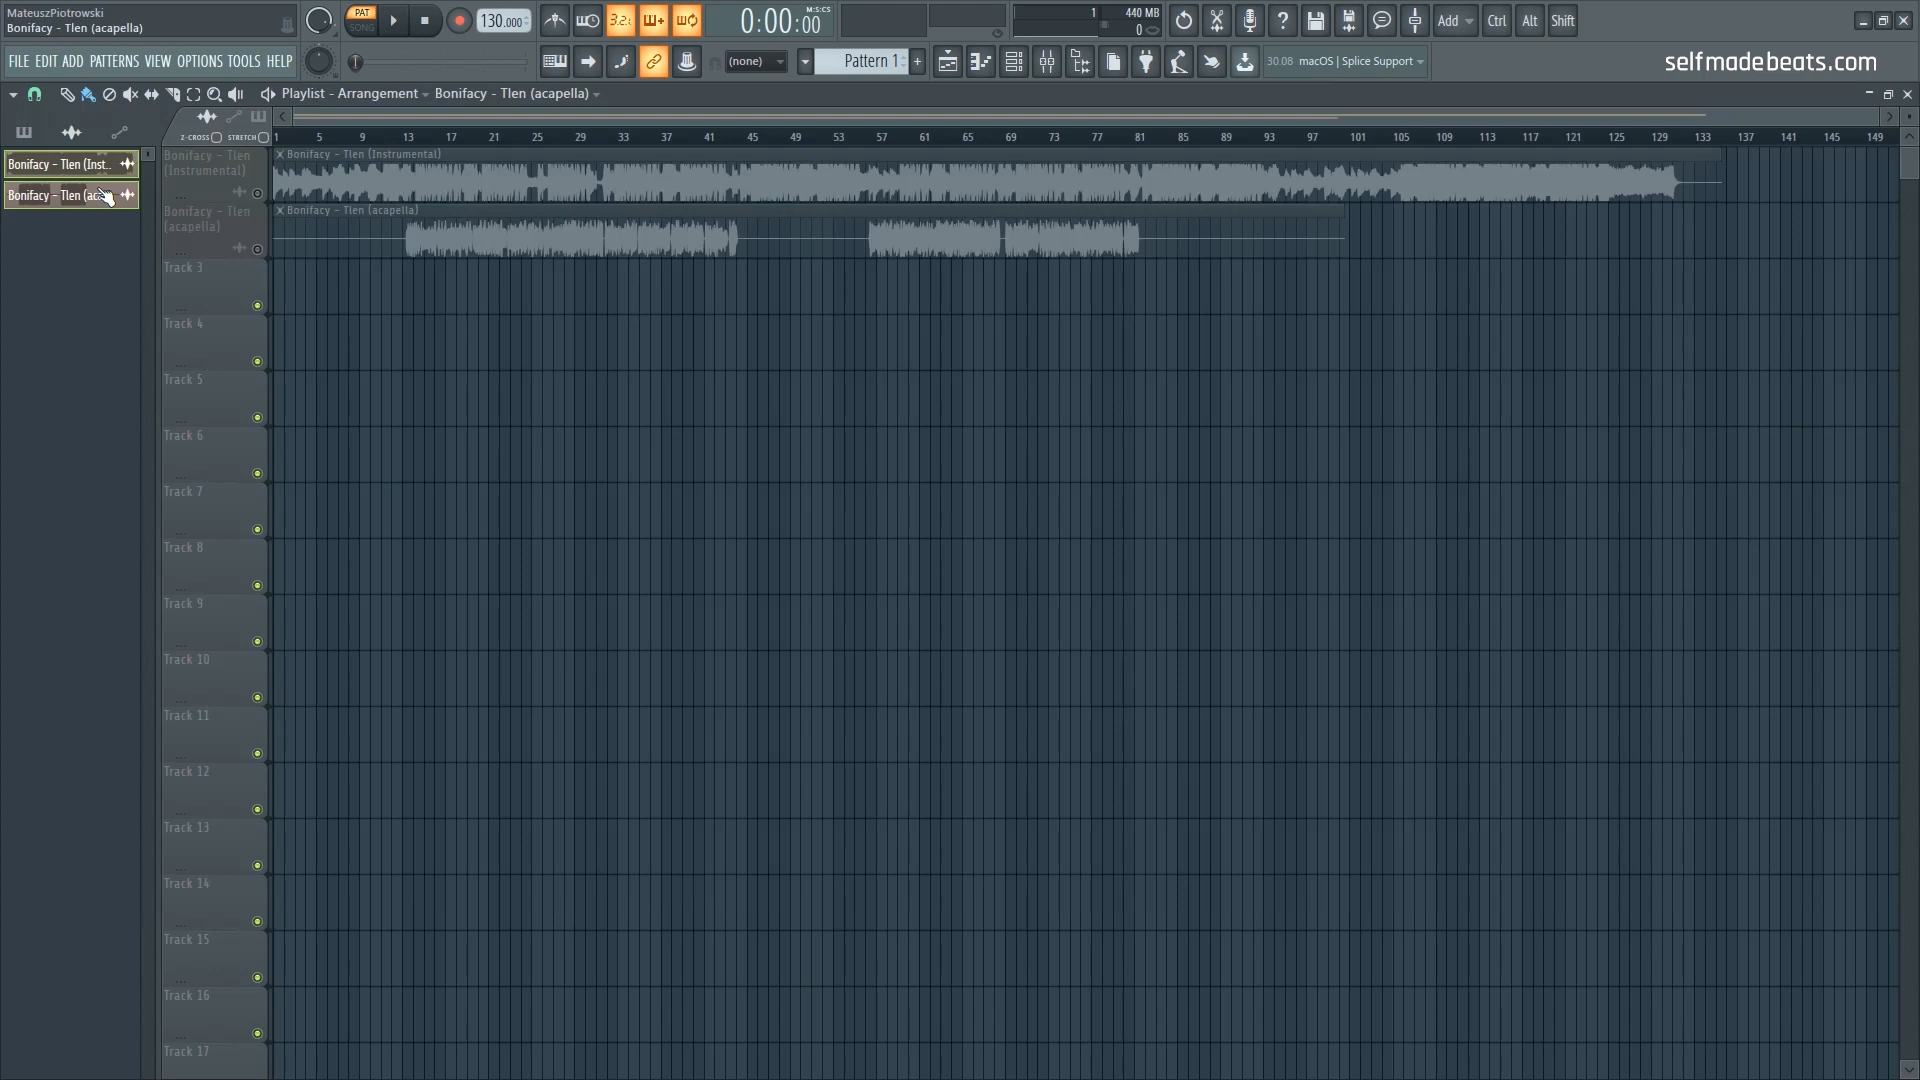 MateuszPiotrowski
Bonifacy - Tlen (acapella)
PAT
SONG
130.000
3.2.
0:00:00
M:S:CS
1
440 MB
0
Add
Ctrl
Alt
Shift
FILE EDIT ADD PATTERNS VIEW OPTIONS TOOLS HELP
(none)
Pattern 1
+
30.08 macOS | Splice Support
selfmadebeats.com
Playlist - Arrangement
Bonifacy - Tlen (acapella)
Z-CROSS
STRETCH
1 5 9 13 17 21 25 29 33 37 41 45 49 53 57 61 65 69 73 77 81 85 89 93 97 101 105 109 113 117 121 125 129 133 137 141 145 149
Bonifacy - Tlen (Inst...
Bonifacy - Tlen (aca
Bonifacy - Tlen
(Instrumental)
Bonifacy - Tlen (Instrumental)
Bonifacy - Tlen
(acapella)
Bonifacy - Tlen (acapella)
Track 3
Track 4
Track 5
Track 6
Track 7
Track 8
Track 9
Track 10
Track 11
Track 12
Track 13
Track 14
Track 15
Track 16
Track 17